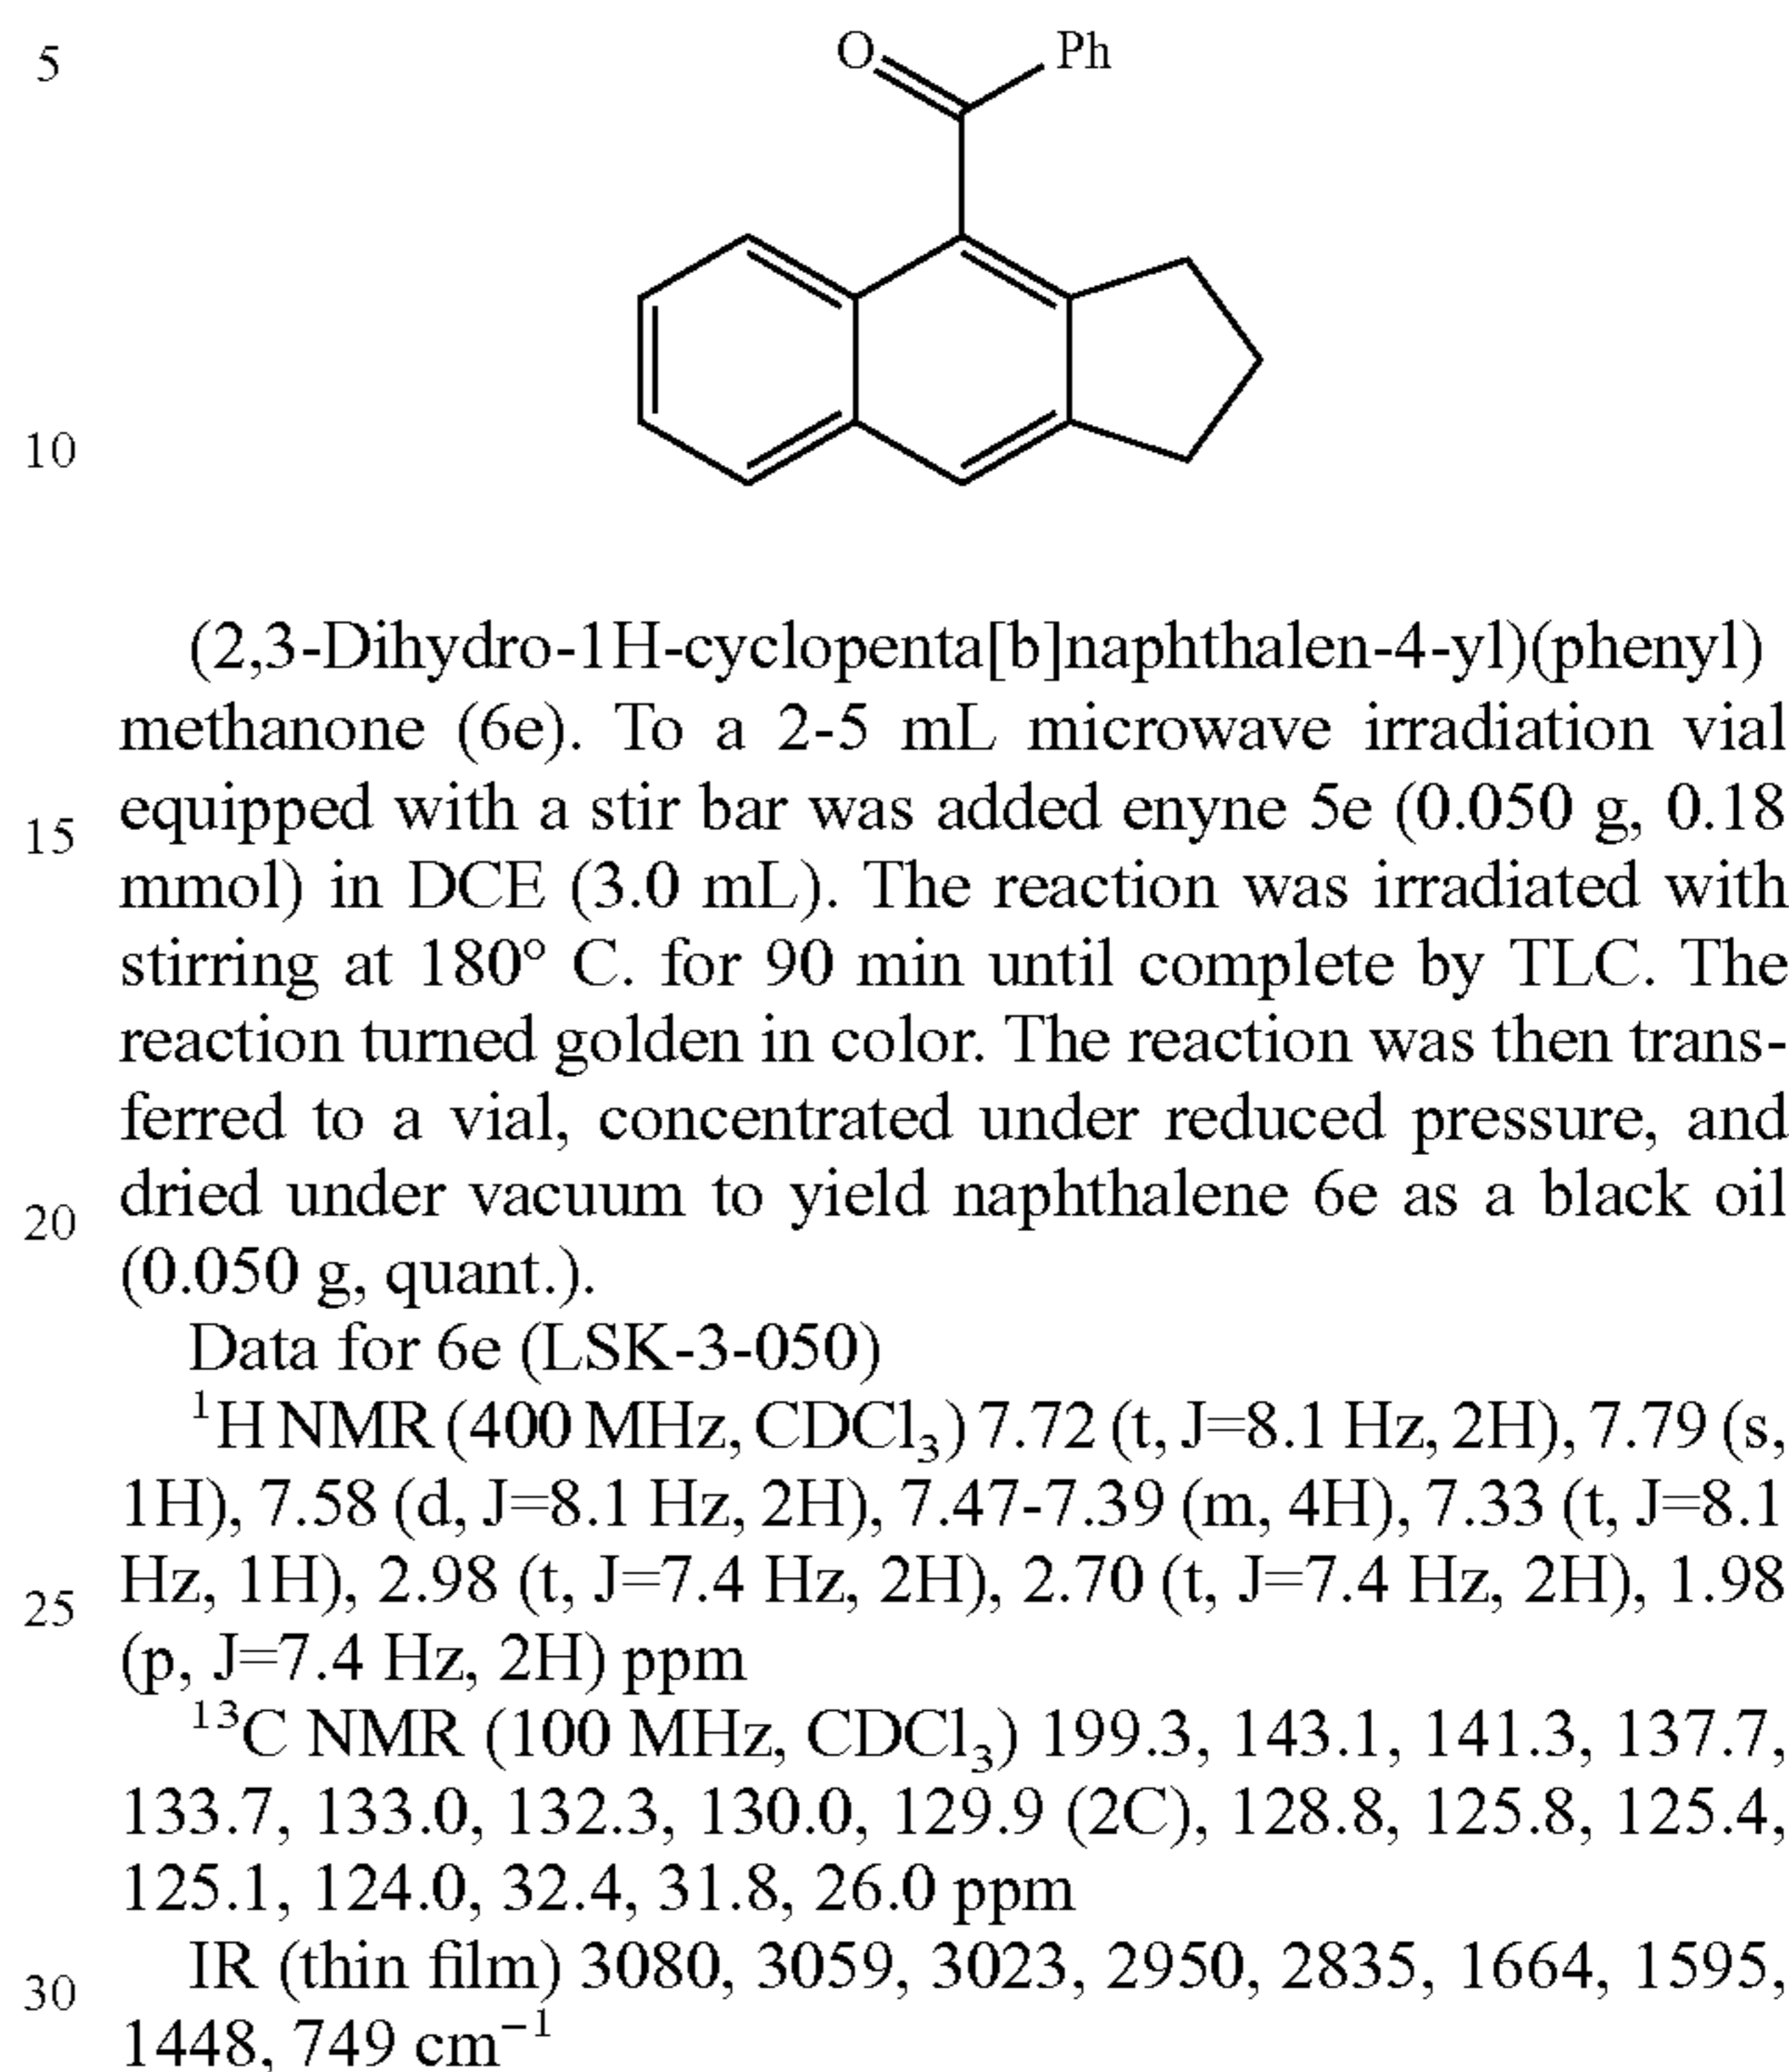 5
O Ph
10
(2,3-Dihydro-1H-cyclopenta[b]naphthalen-4-yl)(phenyl)
methanone (6e). To a 2-5 mL microwave irradiation vial
15 equipped with a stir bar was added enyne 5e (0.050 g, 0.18
mmol) in DCE (3.0 mL). The reaction was irradiated with
stirring at 180° C. for 90 min until complete by TLC. The
reaction turned golden in color. The reaction was then trans-
ferred to a vial, concentrated under reduced pressure, and
20 dried under vacuum to yield naphthalene 6e as a black oil
(0.050 g, quant.).
Data for 6e (LSK-3-050)
¹H NMR (400 MHz, CDCl₃) 7.72 (t, J=8.1 Hz, 2H), 7.79 (s,
1H), 7.58 (d, J=8.1 Hz, 2H), 7.47-7.39 (m, 4H), 7.33 (t, J=8.1
25 Hz, 1H), 2.98 (t, J=7.4 Hz, 2H), 2.70 (t, J=7.4 Hz, 2H), 1.98
(p, J=7.4 Hz, 2H) ppm
¹³C NMR (100 MHz, CDCl₃) 199.3, 143.1, 141.3, 137.7,
133.7, 133.0, 132.3, 130.0, 129.9 (2C), 128.8, 125.8, 125.4,
125.1, 124.0, 32.4, 31.8, 26.0 ppm
30 IR (thin film) 3080, 3059, 3023, 2950, 2835, 1664, 1595,
1448, 749 cm⁻¹